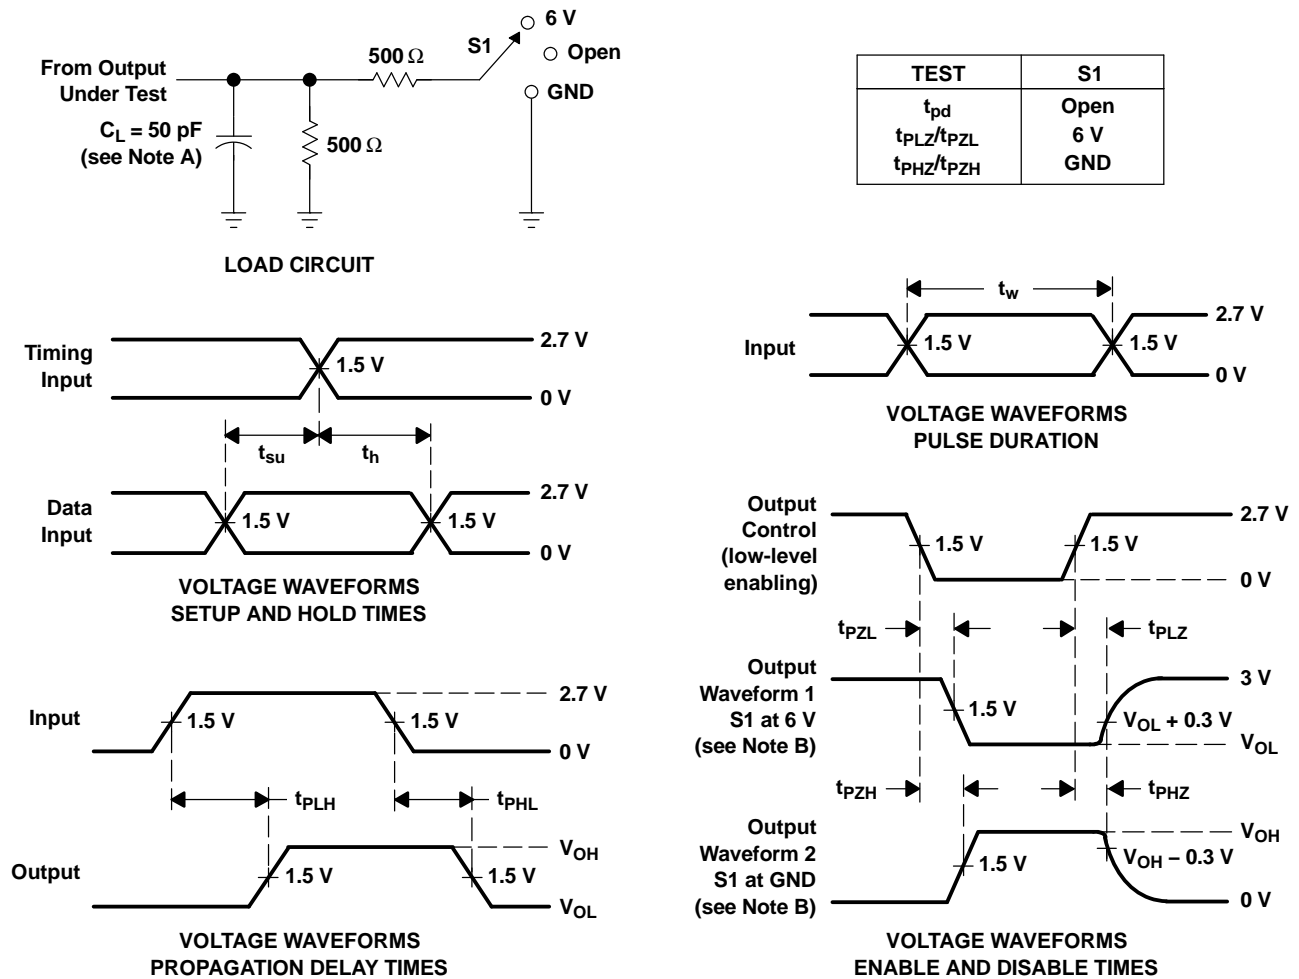 6 V
S1
Open
500 Ω
From Output
Under Test
GND
C_L = 50 pF
(see Note A)
500 Ω
LOAD CIRCUIT
TEST S1
t_pd Open
t_PLZ/t_PZL 6 V
t_PHZ/t_PZH GND
t_w
2.7 V
Input
1.5 V 1.5 V
0 V
VOLTAGE WAVEFORMS
PULSE DURATION
Timing
Input
2.7 V
1.5 V
0 V
t_su t_h
Data
Input
2.7 V
1.5 V 1.5 V
0 V
VOLTAGE WAVEFORMS
SETUP AND HOLD TIMES
Input
2.7 V
1.5 V 1.5 V
0 V
t_PLH t_PHL
Output
V_OH
1.5 V 1.5 V
V_OL
VOLTAGE WAVEFORMS
PROPAGATION DELAY TIMES
Output
Control
(low-level
enabling)
2.7 V
1.5 V 1.5 V
0 V
t_PZL t_PLZ
Output
Waveform 1
S1 at 6 V
(see Note B)
3 V
1.5 V V_OL + 0.3 V
V_OL
t_PZH t_PHZ
Output
Waveform 2
S1 at GND
(see Note B)
V_OH
1.5 V V_OH − 0.3 V
0 V
VOLTAGE WAVEFORMS
ENABLE AND DISABLE TIMES